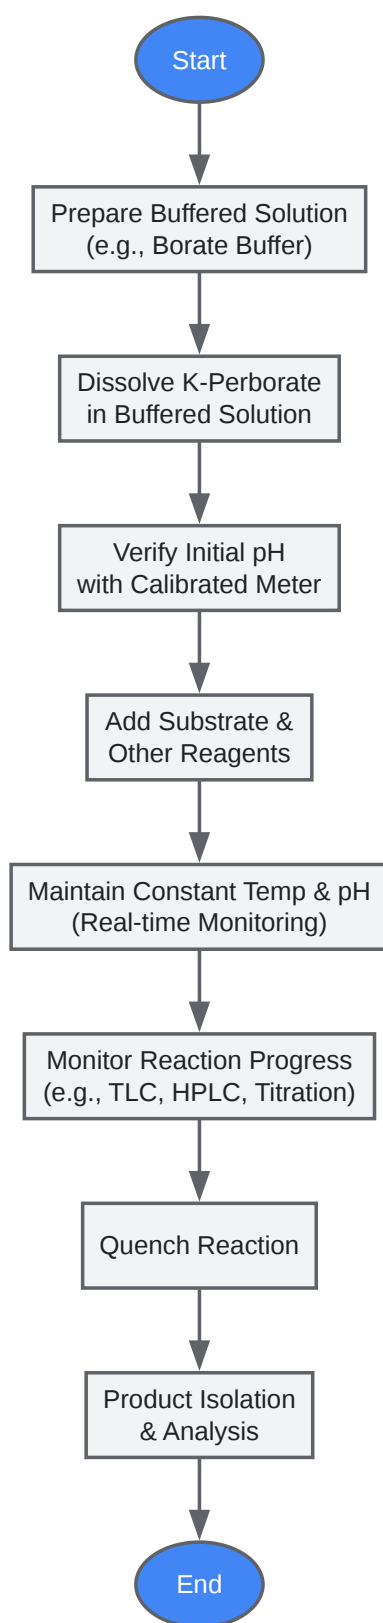 Start
Prepare Buffered Solution
(e.g., Borate Buffer)
Dissolve K-Perborate
in Buffered Solution
Verify Initial pH
with Calibrated Meter
Add Substrate &
Other Reagents
Maintain Constant Temp & pH
(Real-time Monitoring)
Monitor Reaction Progress
(e.g., TLC, HPLC, Titration)
Quench Reaction
Product Isolation
& Analysis
End